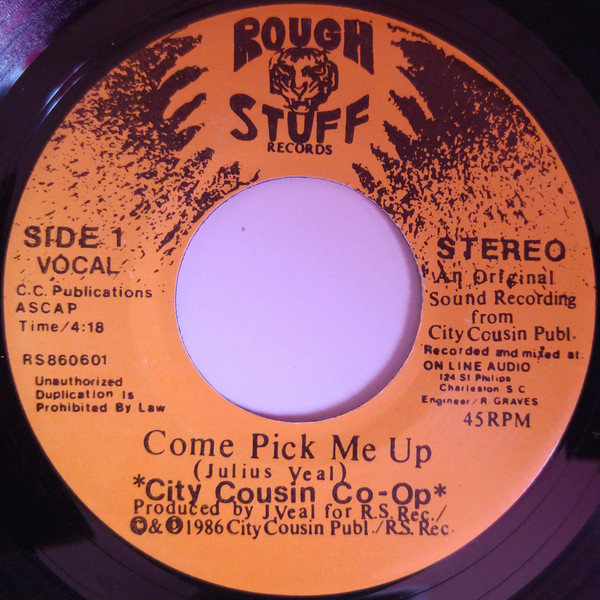 ROUGH
STUFF
RECORDS
SIDE 1
VOCAL
C.C. Publications
ASCAP
Time/4:18
RS860601
Unauthorized
Duplication Is
Prohibited By Law
STEREO
An Original
Sound Recording
from
City Cousin Publ.
Recorded and mixed at:
ON LINE AUDIO
124 St Philips
Charleston S C
Engineer/R GRAVES
45RPM
Come Pick Me Up
(Julius Veal)
*City Cousin Co-Op*
Produced by J.Veal for R.S. Rec./
©&℗1986 City Cousin Publ./R.S. Rec.